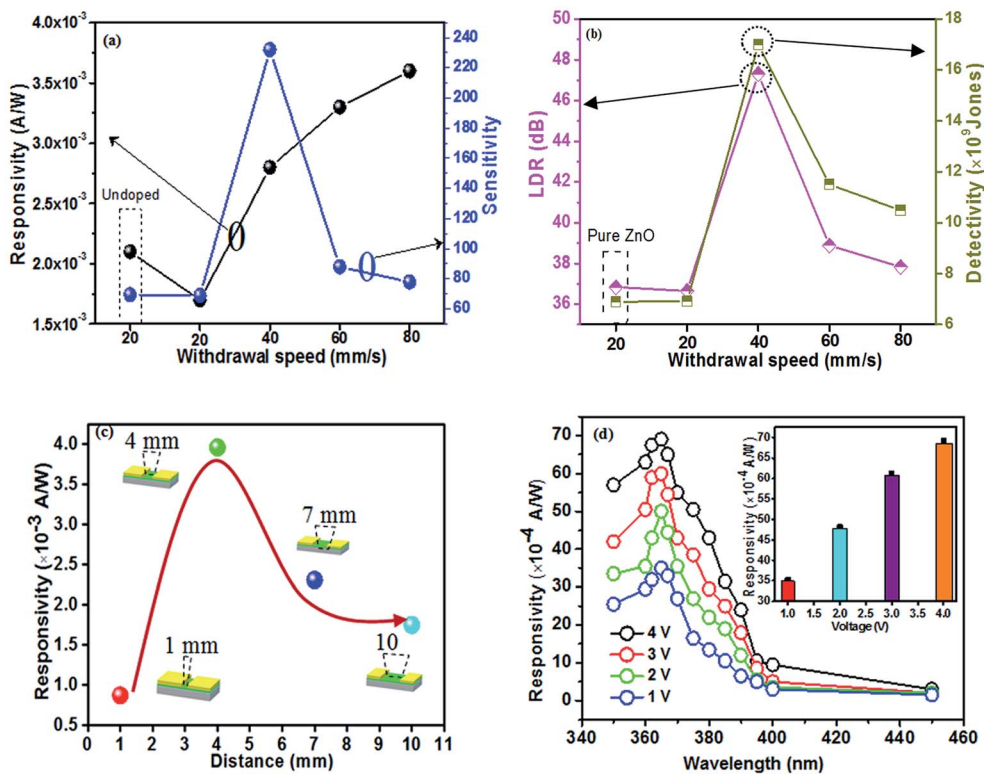 (a)
4.0x10⁻³
3.5x10⁻³
3.0x10⁻³
2.5x10⁻³
2.0x10⁻³
1.5x10⁻³
Responsivity (A/W)
Undoped
240
220
200
180
160
140
120
100
80
60
Sensitivity
20 20 40 60 80
Withdrawal speed (mm/s)
(b)
50
48
46
44
42
40
38
36
LDR (dB)
Pure ZnO
18
16
14
12
10
8
6
Detectivity (×10⁹ Jones)
20 20 40 60 80
Withdrawal speed (mm/s)
(c)
4.0
3.5
3.0
2.5
2.0
1.5
1.0
0.5
Responsivity (×10⁻³ A/W)
4 mm
7 mm
1 mm
10
0 1 2 3 4 5 6 7 8 9 10 11
Distance (mm)
(d)
70
60
50
40
30
20
10
0
Responsivity (×10⁻⁴ A/W)
4 V
3 V
2 V
1 V
340 360 380 400 420 440 460
Wavelength (nm)
70
65
60
55
50
45
40
35
30
Responsivity (×10⁻⁴ A/W)
1.0 1.5 2.0 2.5 3.0 3.5 4.0
Voltage (V)